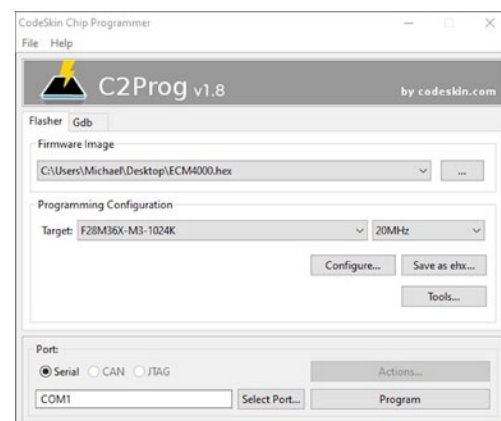 CodeSkin Chip Programmer
File Help
C2Prog v1.8 by codeskin.com
Flasher Gdb
Firmware Image
C:\Users\Michael\Desktop\ECM4000.hex ...
Programming Configuration
Target: F28M36X-M3-1024K 20MHz
Configure... Save as ehx...
Tools...
Port:
Serial CAN JTAG Actions...
COM1 Select Port... Program